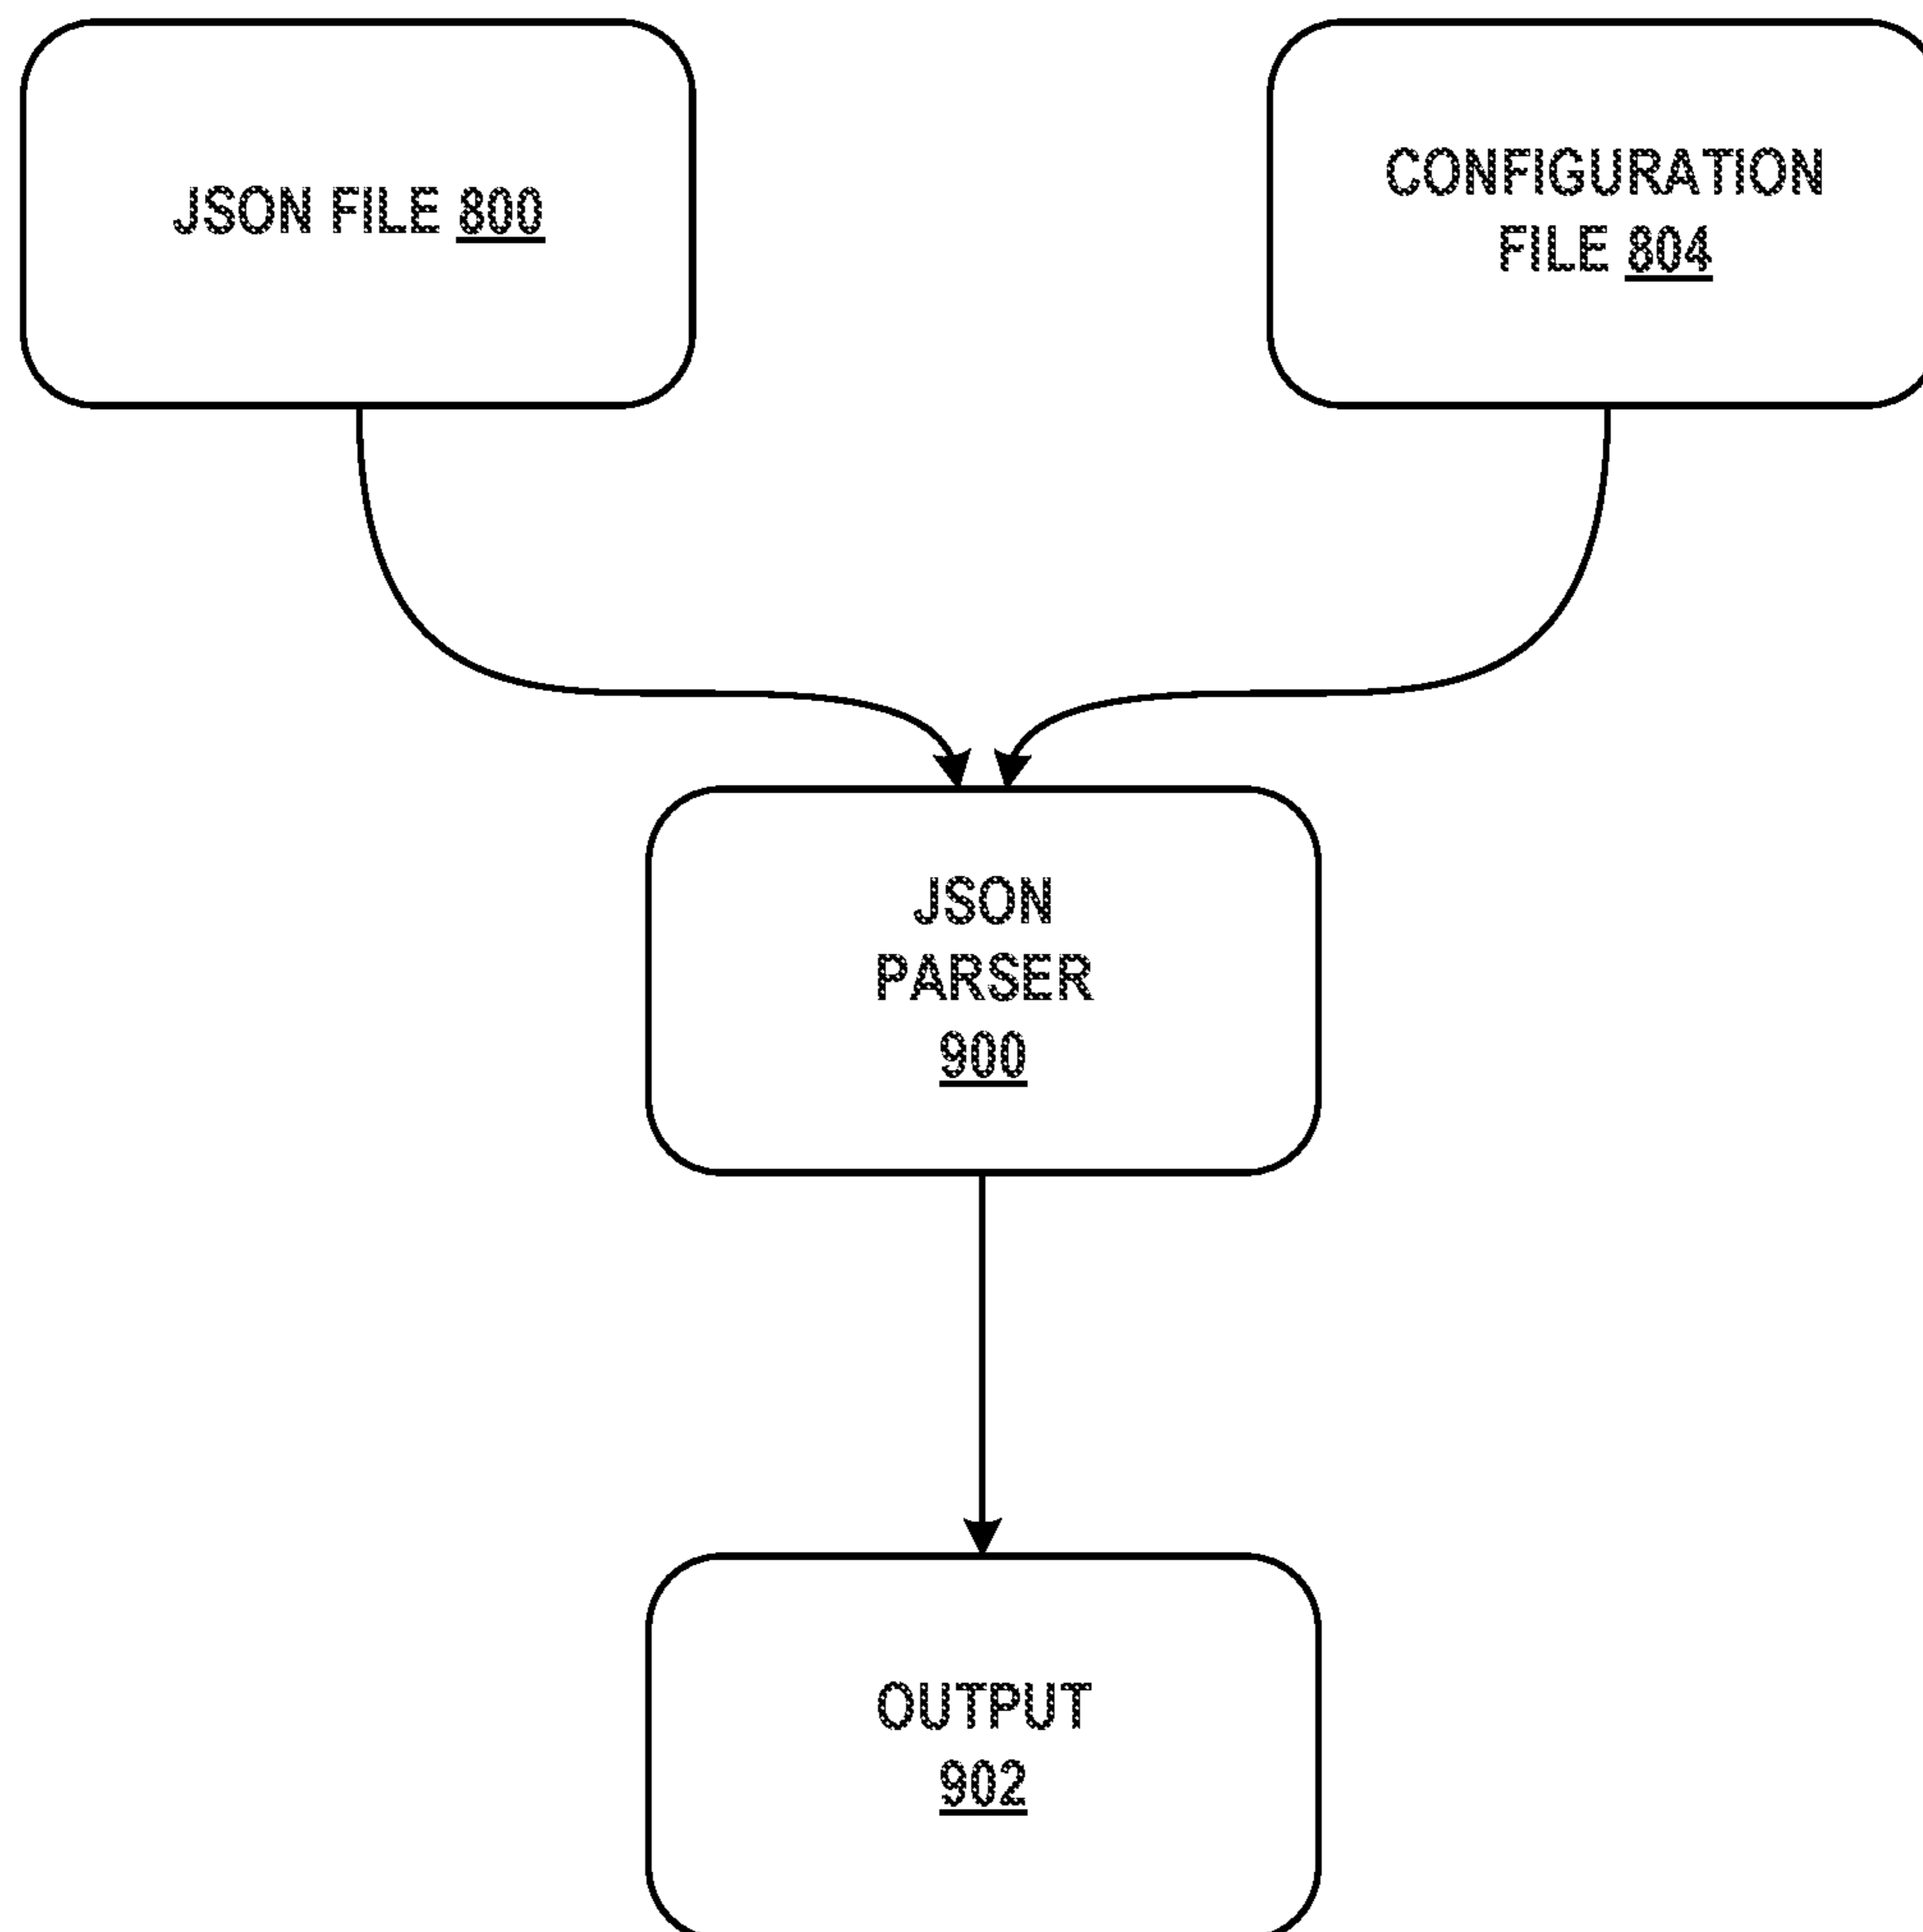 JSON FILE 800
CONFIGURATION
FILE 804
JSON
PARSER
900
OUTPUT
902